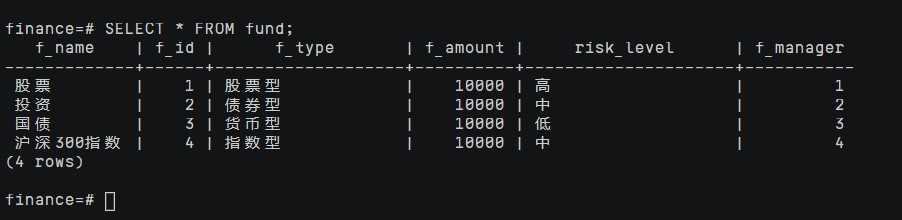 finance=# SELECT * FROM fund;
f_name | f_id | f_type | f_amount | risk_level | f_manager
-------------+------+-------------------+----------+----------------------+-----------
股票 | 1 | 股票型 | 10000 | 高 | 1
投资 | 2 | 债券型 | 10000 | 中 | 2
国债 | 3 | 货币型 | 10000 | 低 | 3
沪深300指数 | 4 | 指数型 | 10000 | 中 | 4
(4 rows)
finance=#